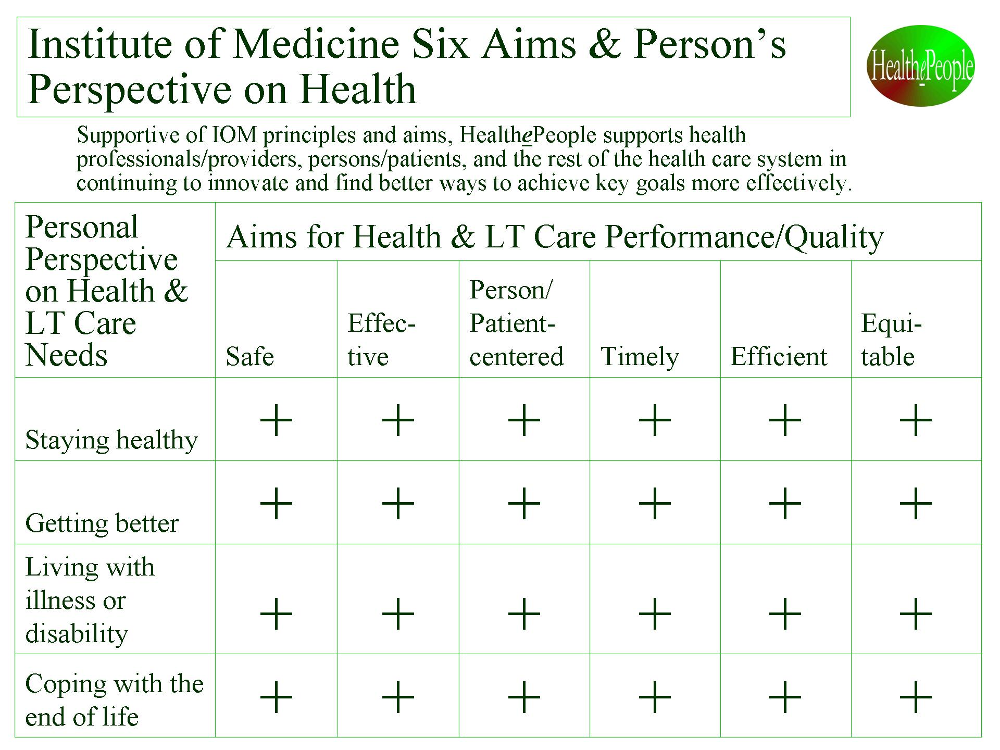 Institute of Medicine Six Aims & Person’s
Perspective on Health
HealthePeople
Supportive of IOM principles and aims, HealthePeople supports health
professionals/providers, persons/patients, and the rest of the health care system in
continuing to innovate and find better ways to achieve key goals more effectively.
Personal
Perspective
on Health &
LT Care
Needs
Aims for Health & LT Care Performance/Quality
Safe
Effec-
tive
Person/
Patient-
centered
Timely
Efficient
Equi-
table
Staying healthy
+ + + + + +
Getting better
+ + + + + +
Living with
illness or
disability
+ + + + + +
Coping with the
end of life
+ + + + + +